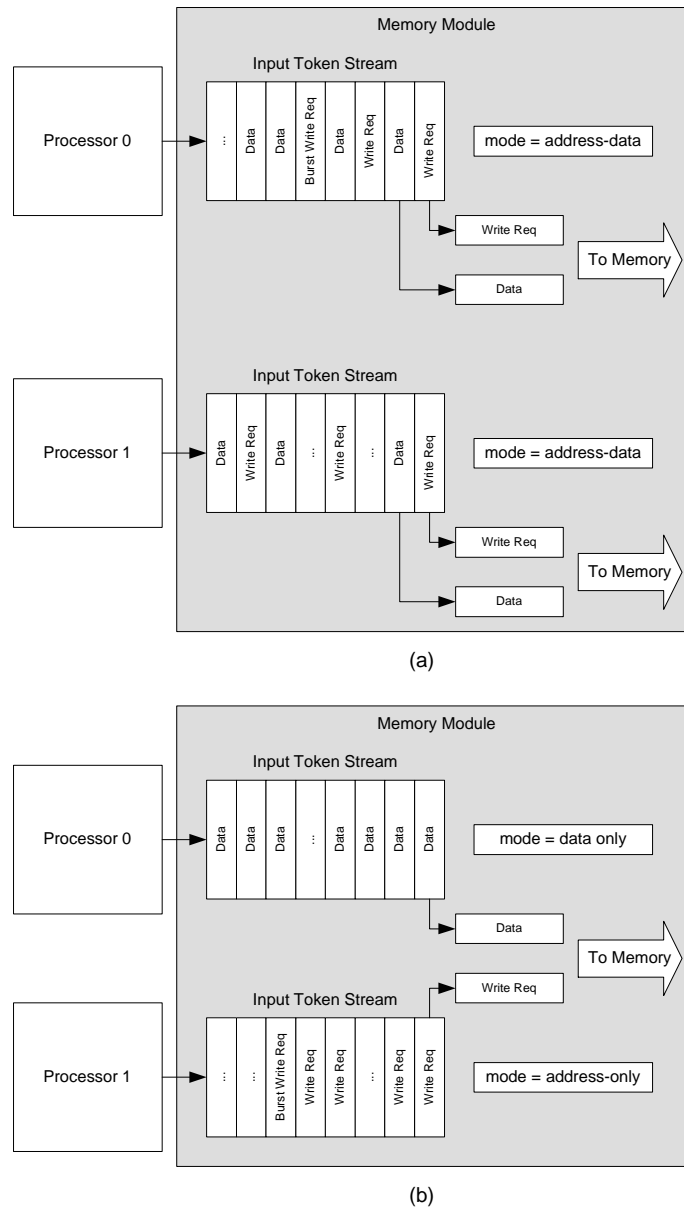 Memory Module
Input Token Stream
Processor 0
...
Data
Data
Burst Write Req
Data
Write Req
Data
Write Req
mode = address-data
Write Req
Data
To Memory
Input Token Stream
Processor 1
Data
Write Req
Data
...
Write Req
...
Data
Write Req
mode = address-data
Write Req
Data
To Memory
(a)
Memory Module
Input Token Stream
Processor 0
Data
Data
Data
...
Data
Data
Data
Data
mode = data only
Data
To Memory
Write Req
Input Token Stream
Processor 1
...
...
Burst Write Req
Write Req
Write Req
...
Write Req
Write Req
mode = address-only
(b)